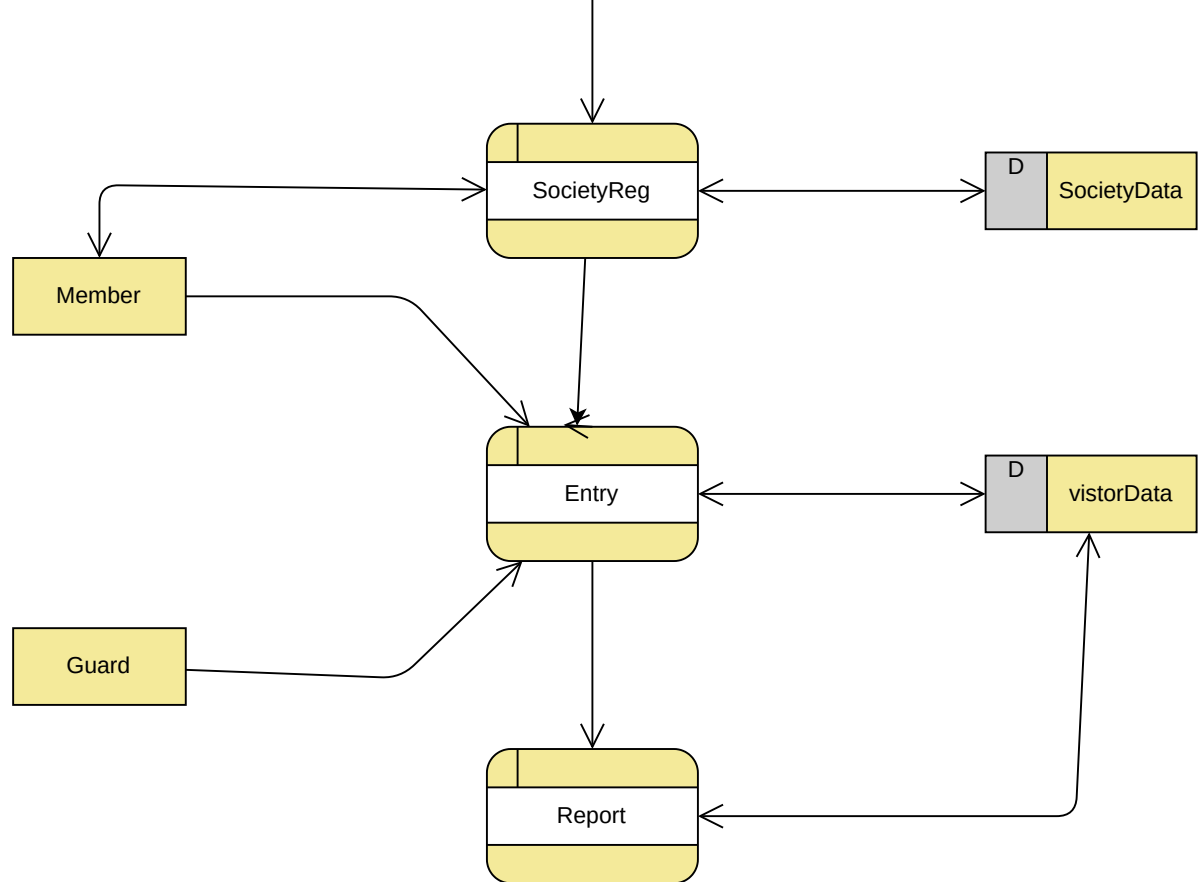 D
SocietyReg
SocietyData
Member
D
Entry
vistorData
Guard
Report